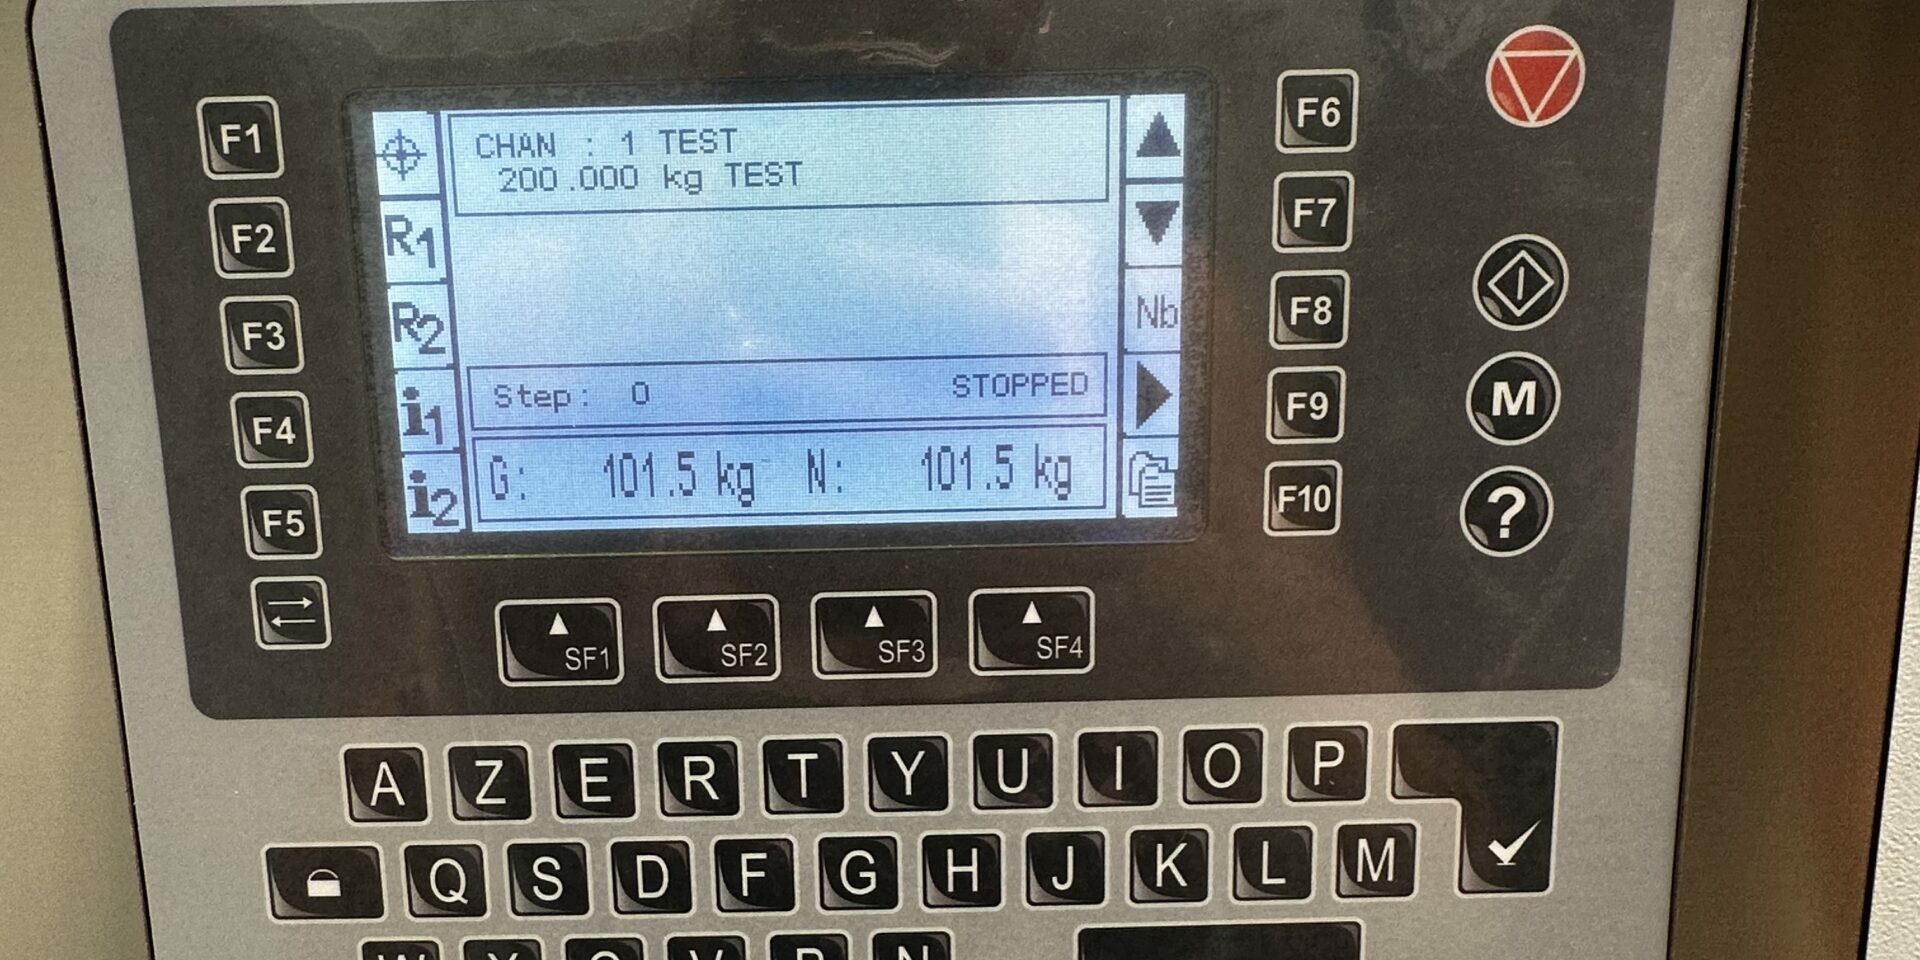 CHAN : 1 TEST
200.000 kg TEST
R1
R2
i1
i2
Nb
Step: 0 STOPPED
G: 101.5 kg N: 101.5 kg
F1
F2
F3
F4
F5
F6
F7
F8
F9
F10
M
?
SF1 SF2 SF3 SF4
A Z E R T Y U I O P
Q S D F G H J K L M